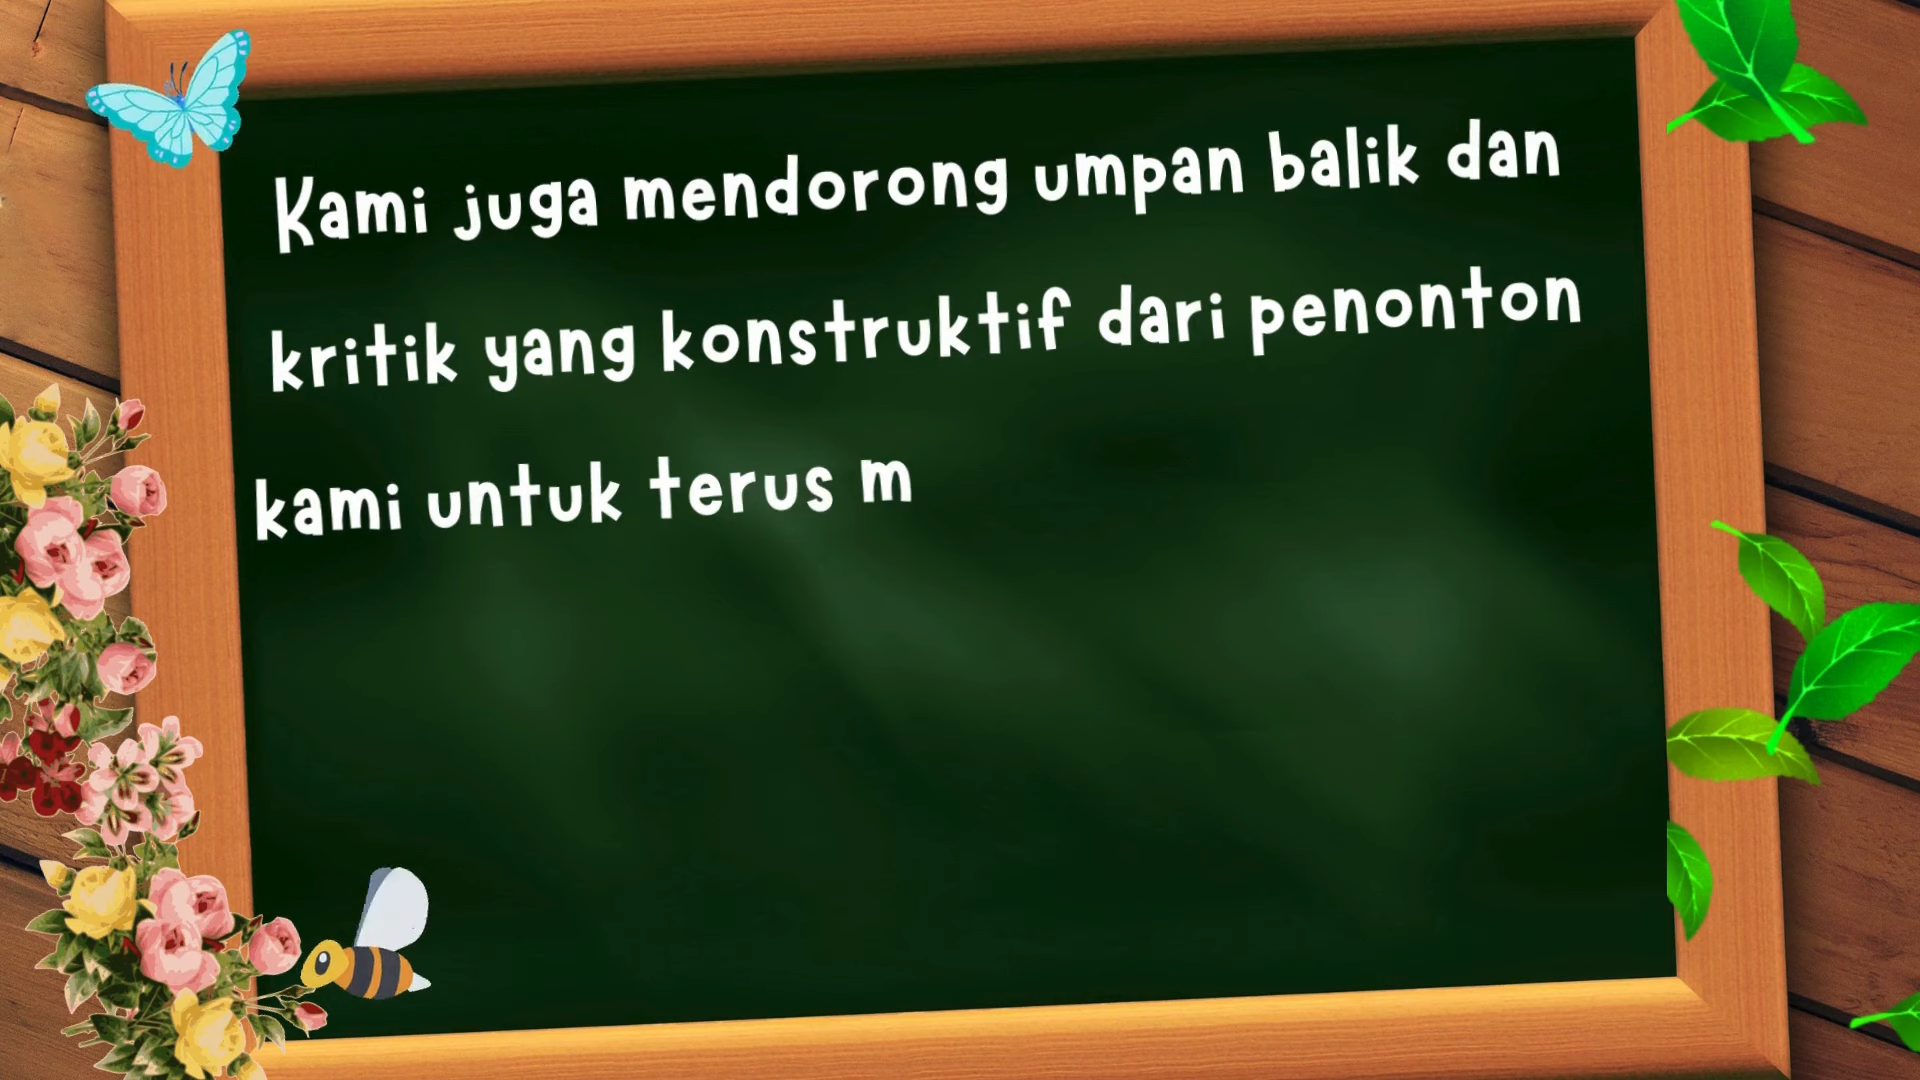 Kami juga mendorong umpan balik dan
kritik yang konstruktif dari penonton
kami untuk terus m